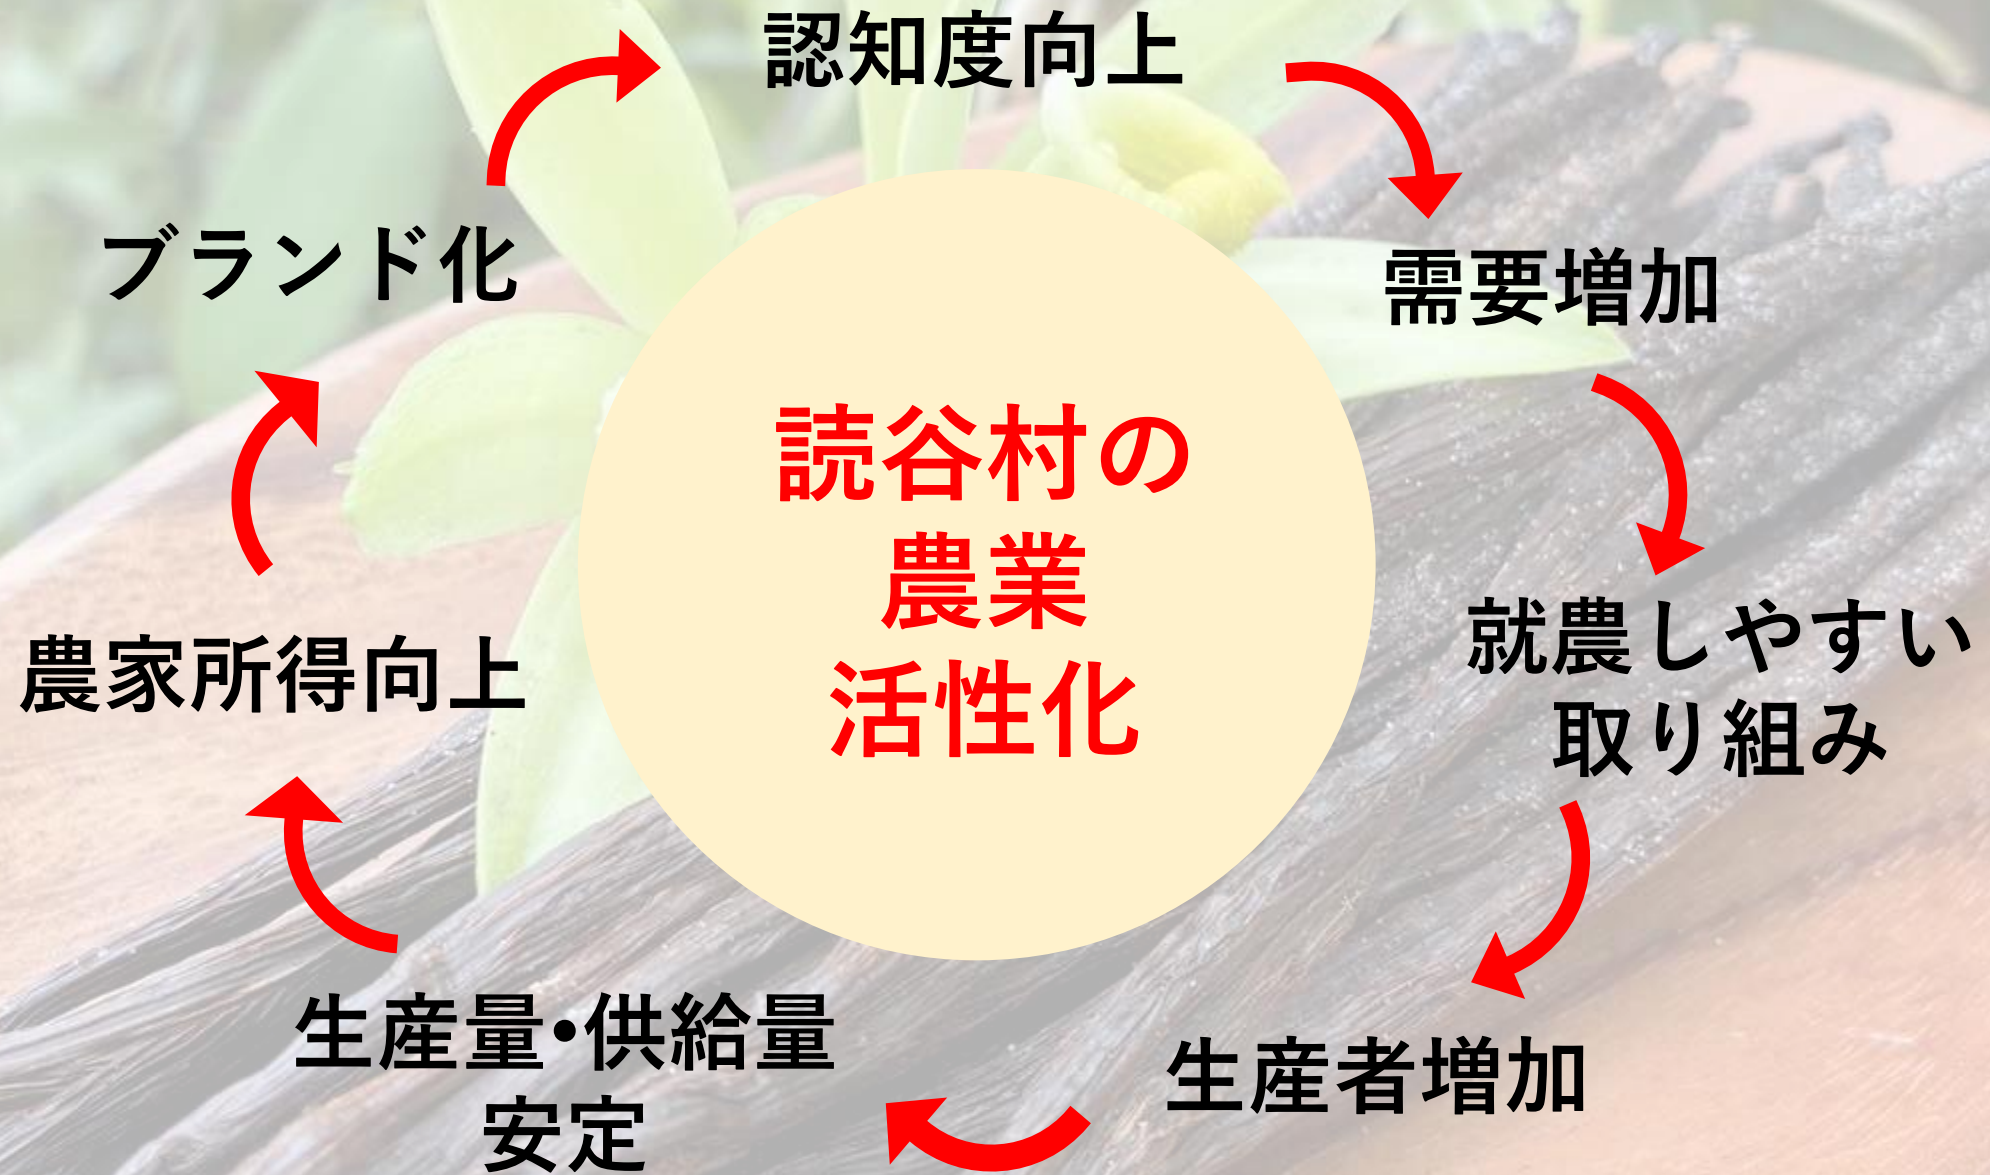 認知度向上
需要増加
就農しやすい
取り組み
生産者増加
生産量・供給量
安定
農家所得向上
ブランド化
読谷村の
農業
活性化